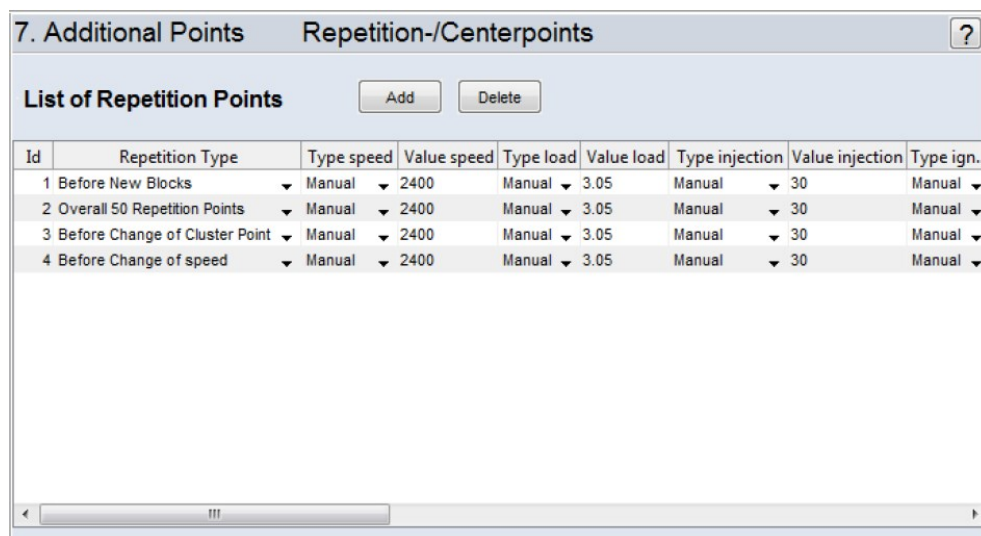 7. Additional Points Repetition-/Centerpoints ?
List of Repetition Points Add Delete
Id Repetition Type Type speed Value speed Type load Value load Type injection Value injection Type ign..
1 Before New Blocks Manual 2400 Manual 3.05 Manual 30 Manual
2 Overall 50 Repetition Points Manual 2400 Manual 3.05 Manual 30 Manual
3 Before Change of Cluster Point Manual 2400 Manual 3.05 Manual 30 Manual
4 Before Change of speed Manual 2400 Manual 3.05 Manual 30 Manual